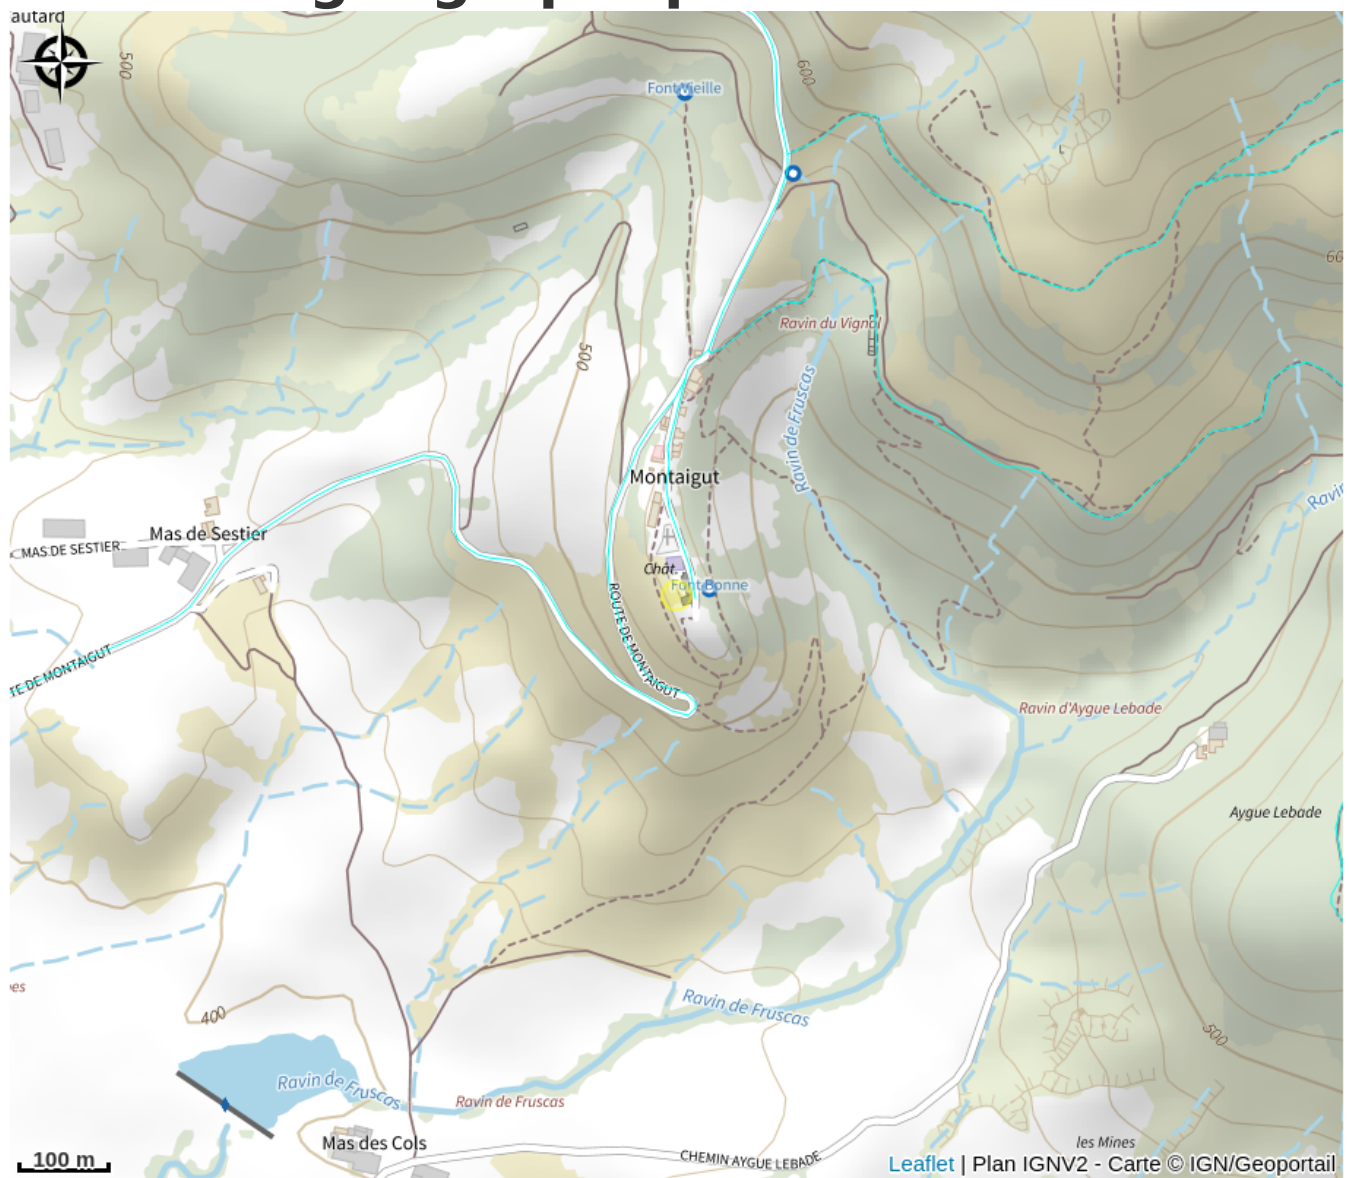 autard
500
600
Font Vieille
600
Ravin du Vignal
500
Ravin de Fruscas
Montaigut
Mas de Sestier
MAS DE SESTIER
Chât.
Font Bonne
ROUTE DE MONTAIGUT
TE DE MONTAIGUT
Ravin d'Aygue Lebade
Aygue Lebade
Ravin de Fruscas
400
500
Ravin de Fruscas
Ravin de Fruscas
Mas des Cols
les Mines
CHEMIN AYGUE LEBADE
100 m
Leaflet | Plan IGNV2 - Carte © IGN/Geoportail